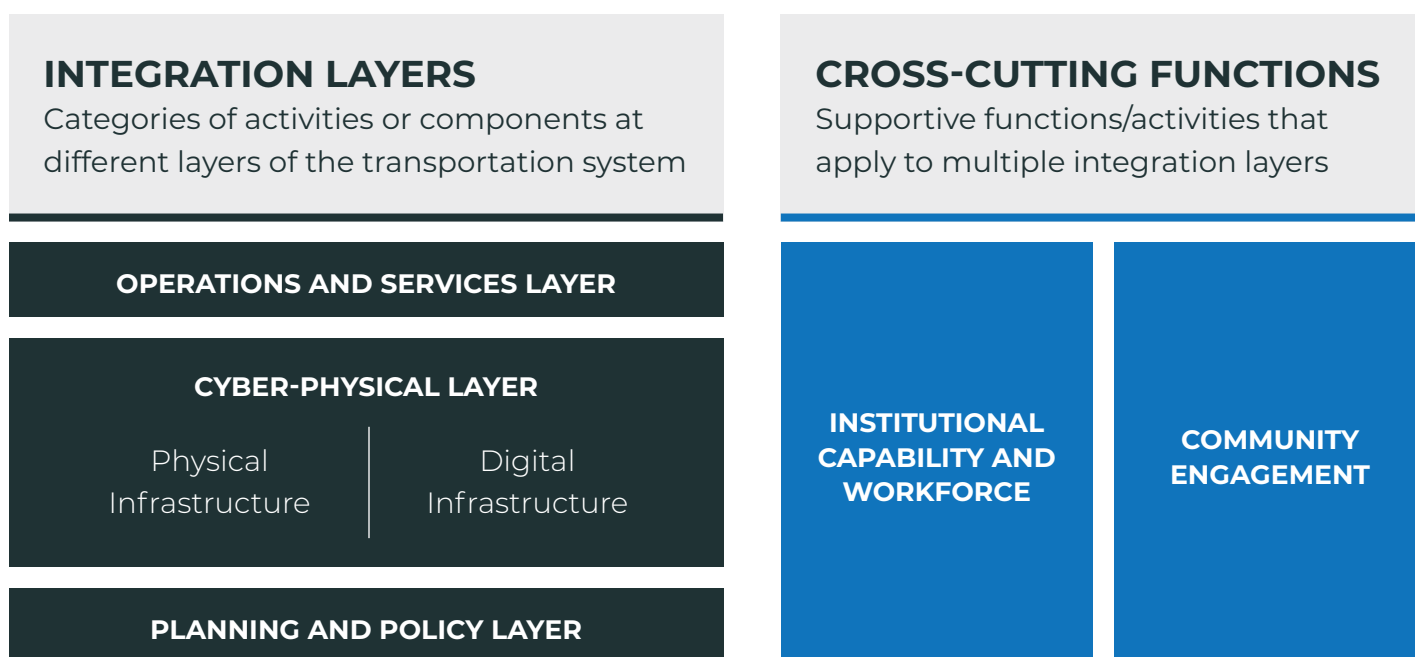 INTEGRATION LAYERS
Categories of activities or components at
different layers of the transportation system
OPERATIONS AND SERVICES LAYER
CYBER-PHYSICAL LAYER
Physical
Infrastructure
Digital
Infrastructure
PLANNING AND POLICY LAYER
CROSS-CUTTING FUNCTIONS
Supportive functions/activities that
apply to multiple integration layers
INSTITUTIONAL
CAPABILITY AND
WORKFORCE
COMMUNITY
ENGAGEMENT